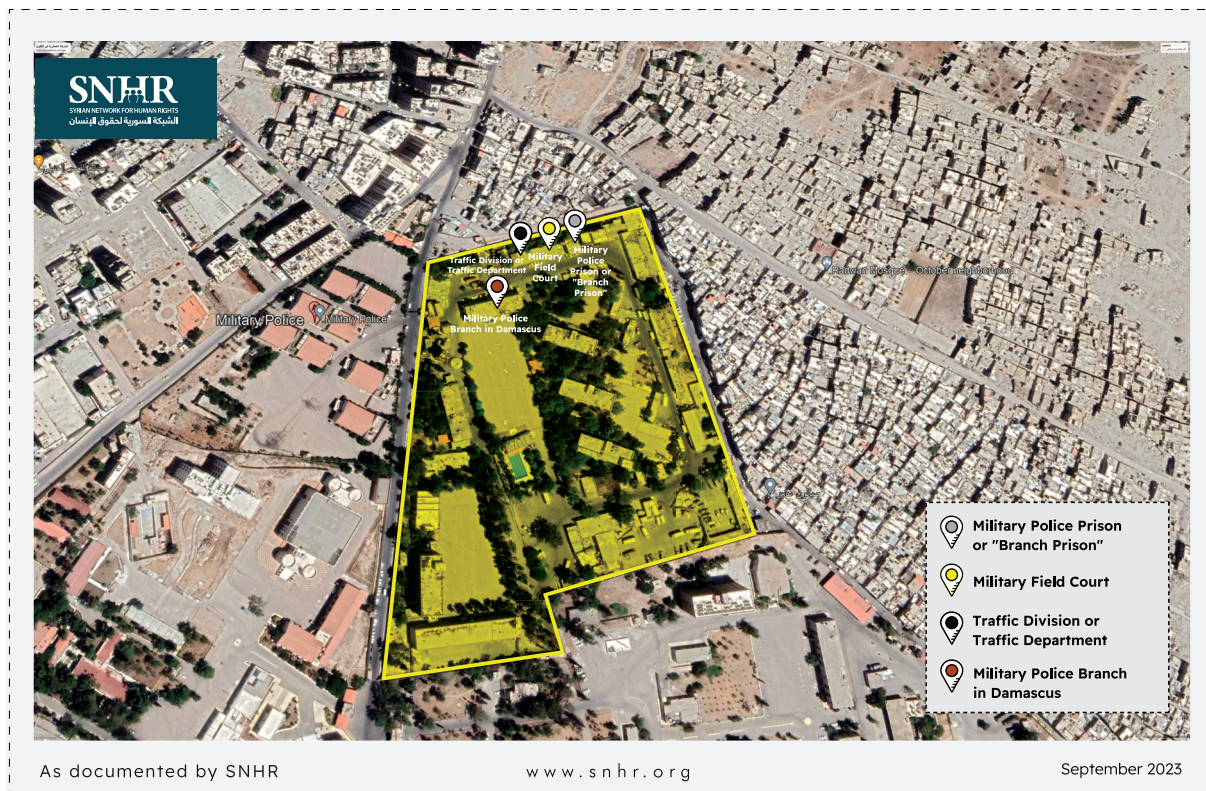 SNHR
SYRIAN NETWORK FOR HUMAN RIGHTS
الشبكة السورية لحقوق الإنسان
Traffic Division or
Traffic Department
Military
Field
Court
Military
Police
Prison or
"Branch
Prison"
Military Police
Branch in Damascus
Military Police
Military Police
Radwan Mosque
October neighborhood
Military Police Prison
or "Branch Prison"
Military Field Court
Traffic Division or
Traffic Department
Military Police Branch
in Damascus
As documented by SNHR
www.snhr.org
September 2023